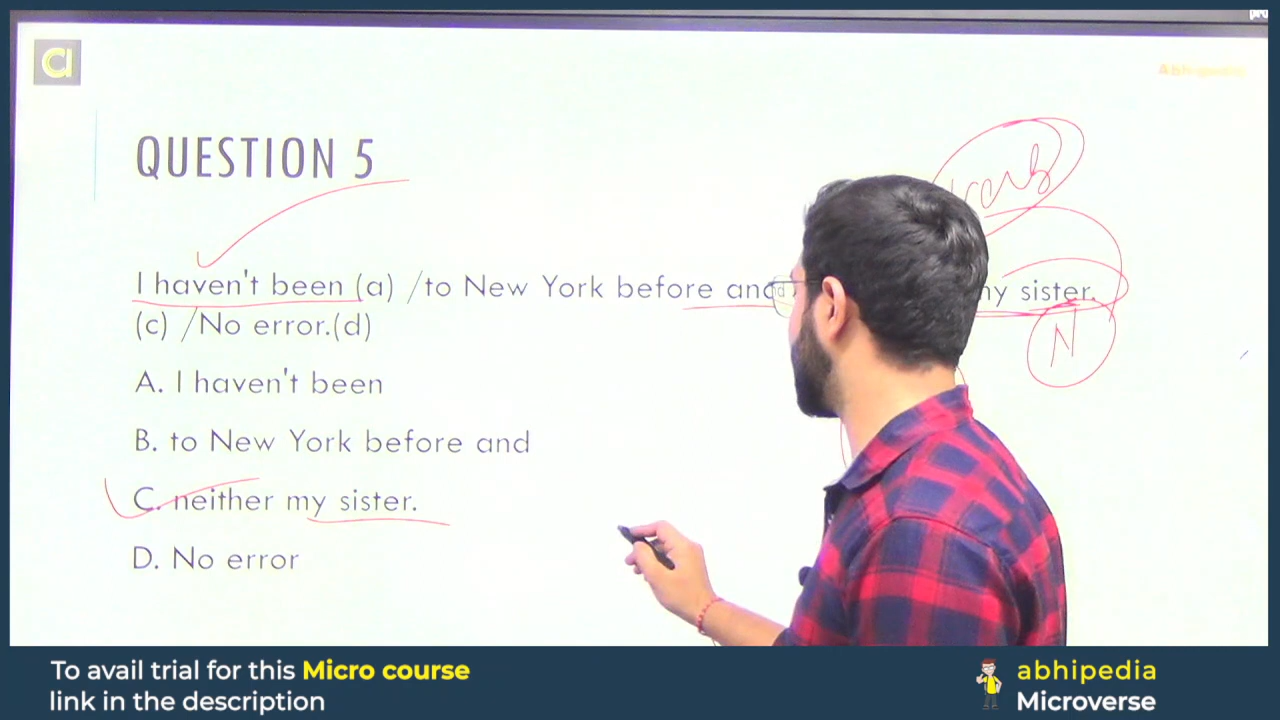 Abhipedia
QUESTION 5
I haven't been (a) /to New York before and my sister.
(c) /No error.(d)
N
A. I haven't been
B. to New York before and
C. neither my sister.
D. No error
To avail trial for this Micro course
link in the description
abhipedia
Microverse